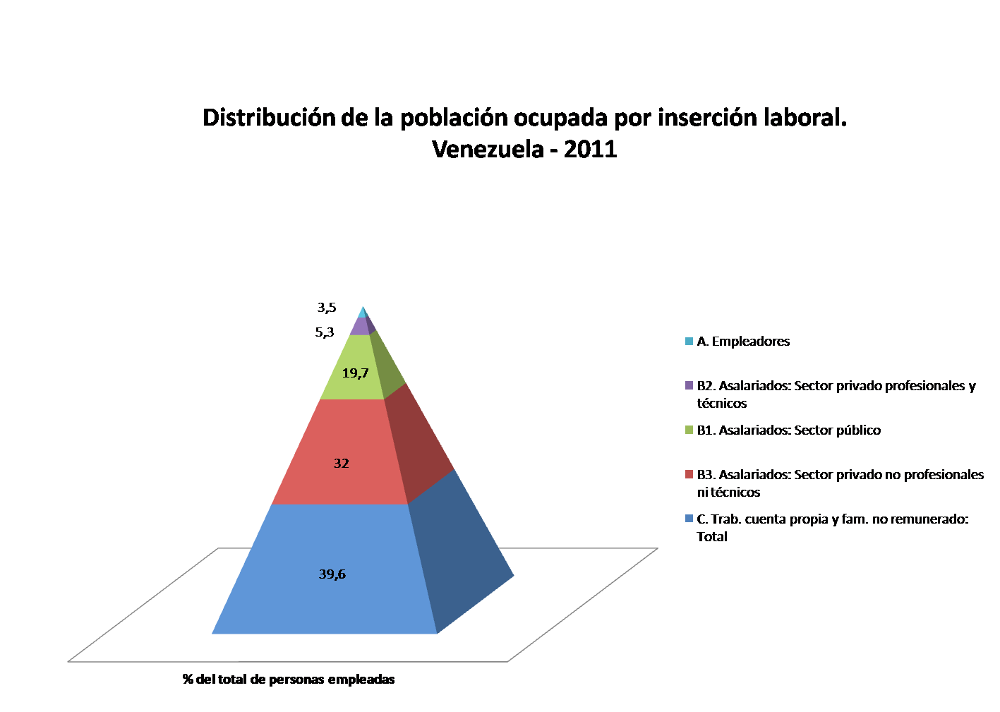 Distribución de la población ocupada por inserción laboral.
Venezuela - 2011
3,5
5,3
19,7
32
39,6
A. Empleadores
B2. Asalariados: Sector privado profesionales y
técnicos
B1. Asalariados: Sector público
B3. Asalariados: Sector privado no profesionales
ni técnicos
C. Trab. cuenta propia y fam. no remunerado:
Total
% del total de personas empleadas